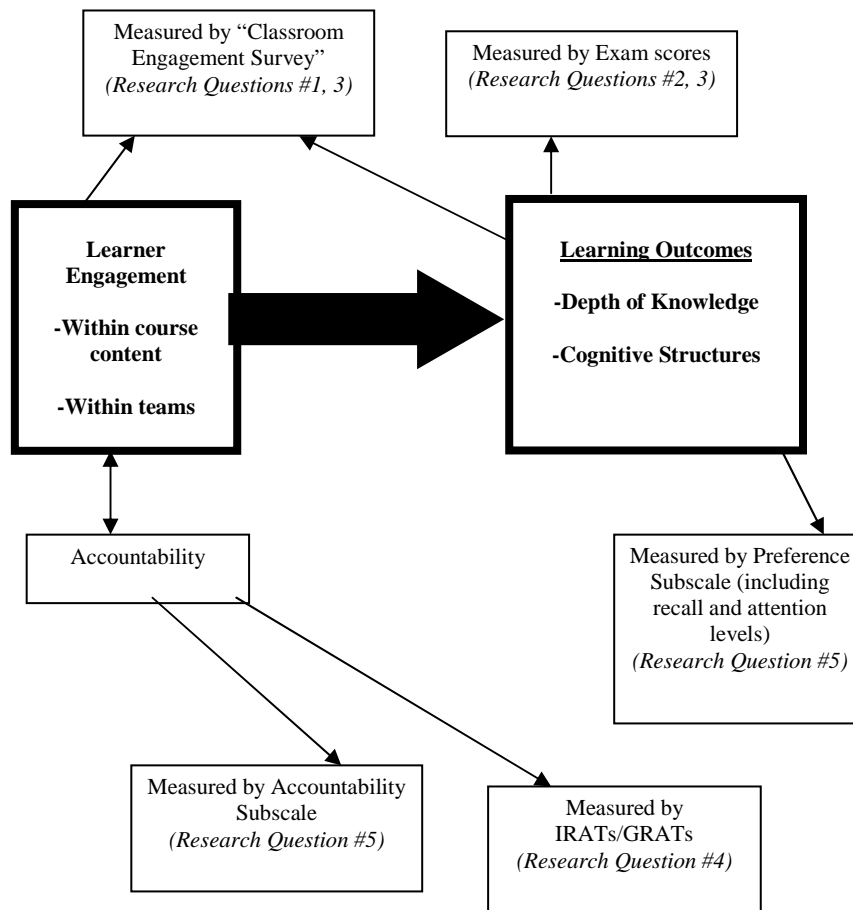 Measured by “Classroom
Engagement Survey”
(Research Questions #1, 3)
Measured by Exam scores
(Research Questions #2, 3)
Learner
Engagement
-Within course
content
-Within teams
Learning Outcomes
-Depth of Knowledge
-Cognitive Structures
Accountability
Measured by Preference
Subscale (including
recall and attention
levels)
(Research Question #5)
Measured by Accountability
Subscale
(Research Question #5)
Measured by
IRATs/GRATs
(Research Question #4)